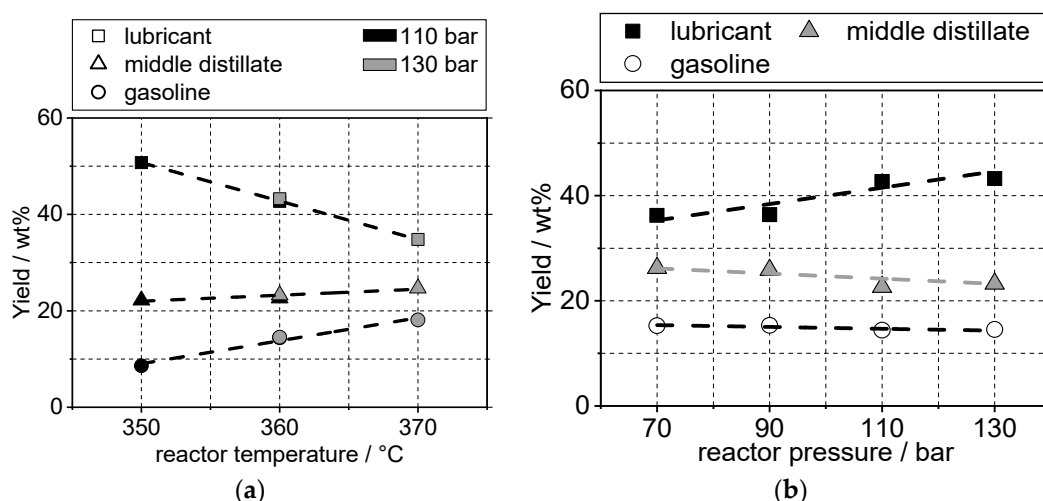 lubricant
110 bar
middle distillate
130 bar
gasoline
60
40
20
0
Yield / wt%
350
360
370
reactor temperature / °C
(a)
lubricant
middle distillate
gasoline
60
40
20
0
Yield / wt%
70
90
110
130
reactor pressure / bar
(b)